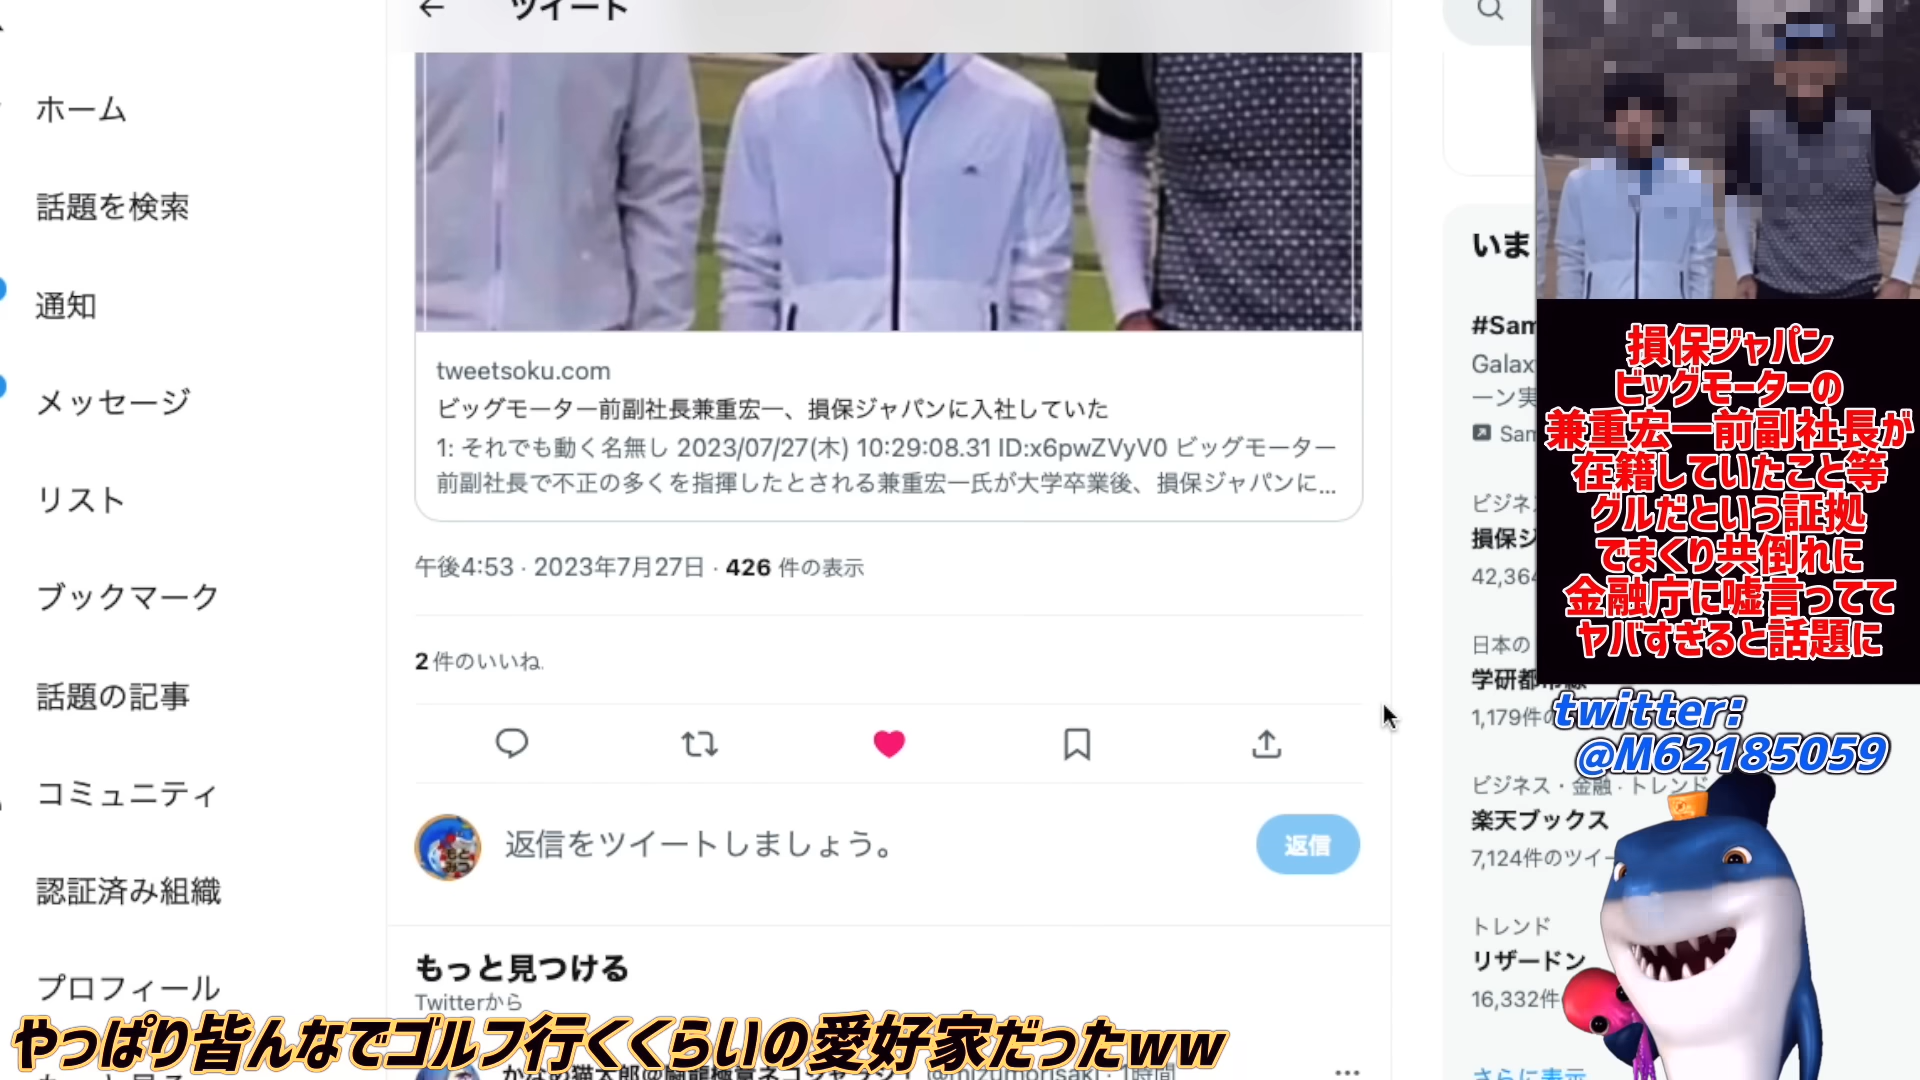 ツイート
ホーム
話題を検索
通知
メッセージ
リスト
ブックマーク
話題の記事
コミュニティ
認証済み組織
プロフィール
tweetsoku.com
ビッグモーター前副社長兼重宏一、損保ジャパンに入社していた
1: それでも動く名無し 2023/07/27(木) 10:29:08.31 ID:x6pwZVyV0 ビッグモーター
前副社長で不正の多くを指揮したとされる兼重宏一氏が大学卒業後、損保ジャパンに...
午後4:53 · 2023年7月27日 · 426 件の表示
2 件のいいね.
返信をツイートしましょう。
返信
もっと見つける
Twitterから
@mizumorisaki · 1時間
やっぱり皆んなでゴルフ行くくらいの愛好家だったww
いま
#Sam
Galax
ーン実
Sam
ビジネ
損保ジ
42,364
日本の
学研都市線
1,179件の
ビジネス · 金融 · トレンド
楽天ブックス
7,124件のツイー
トレンド
リザードン
16,332件
さらに表示
損保ジャパン
ビッグモーターの
兼重宏一前副社長が
在籍していたこと等
グルだという証拠
でまくり共倒れに
金融庁に嘘言ってて
ヤバすぎると話題に
twitter:
@M62185059
もと
みつ